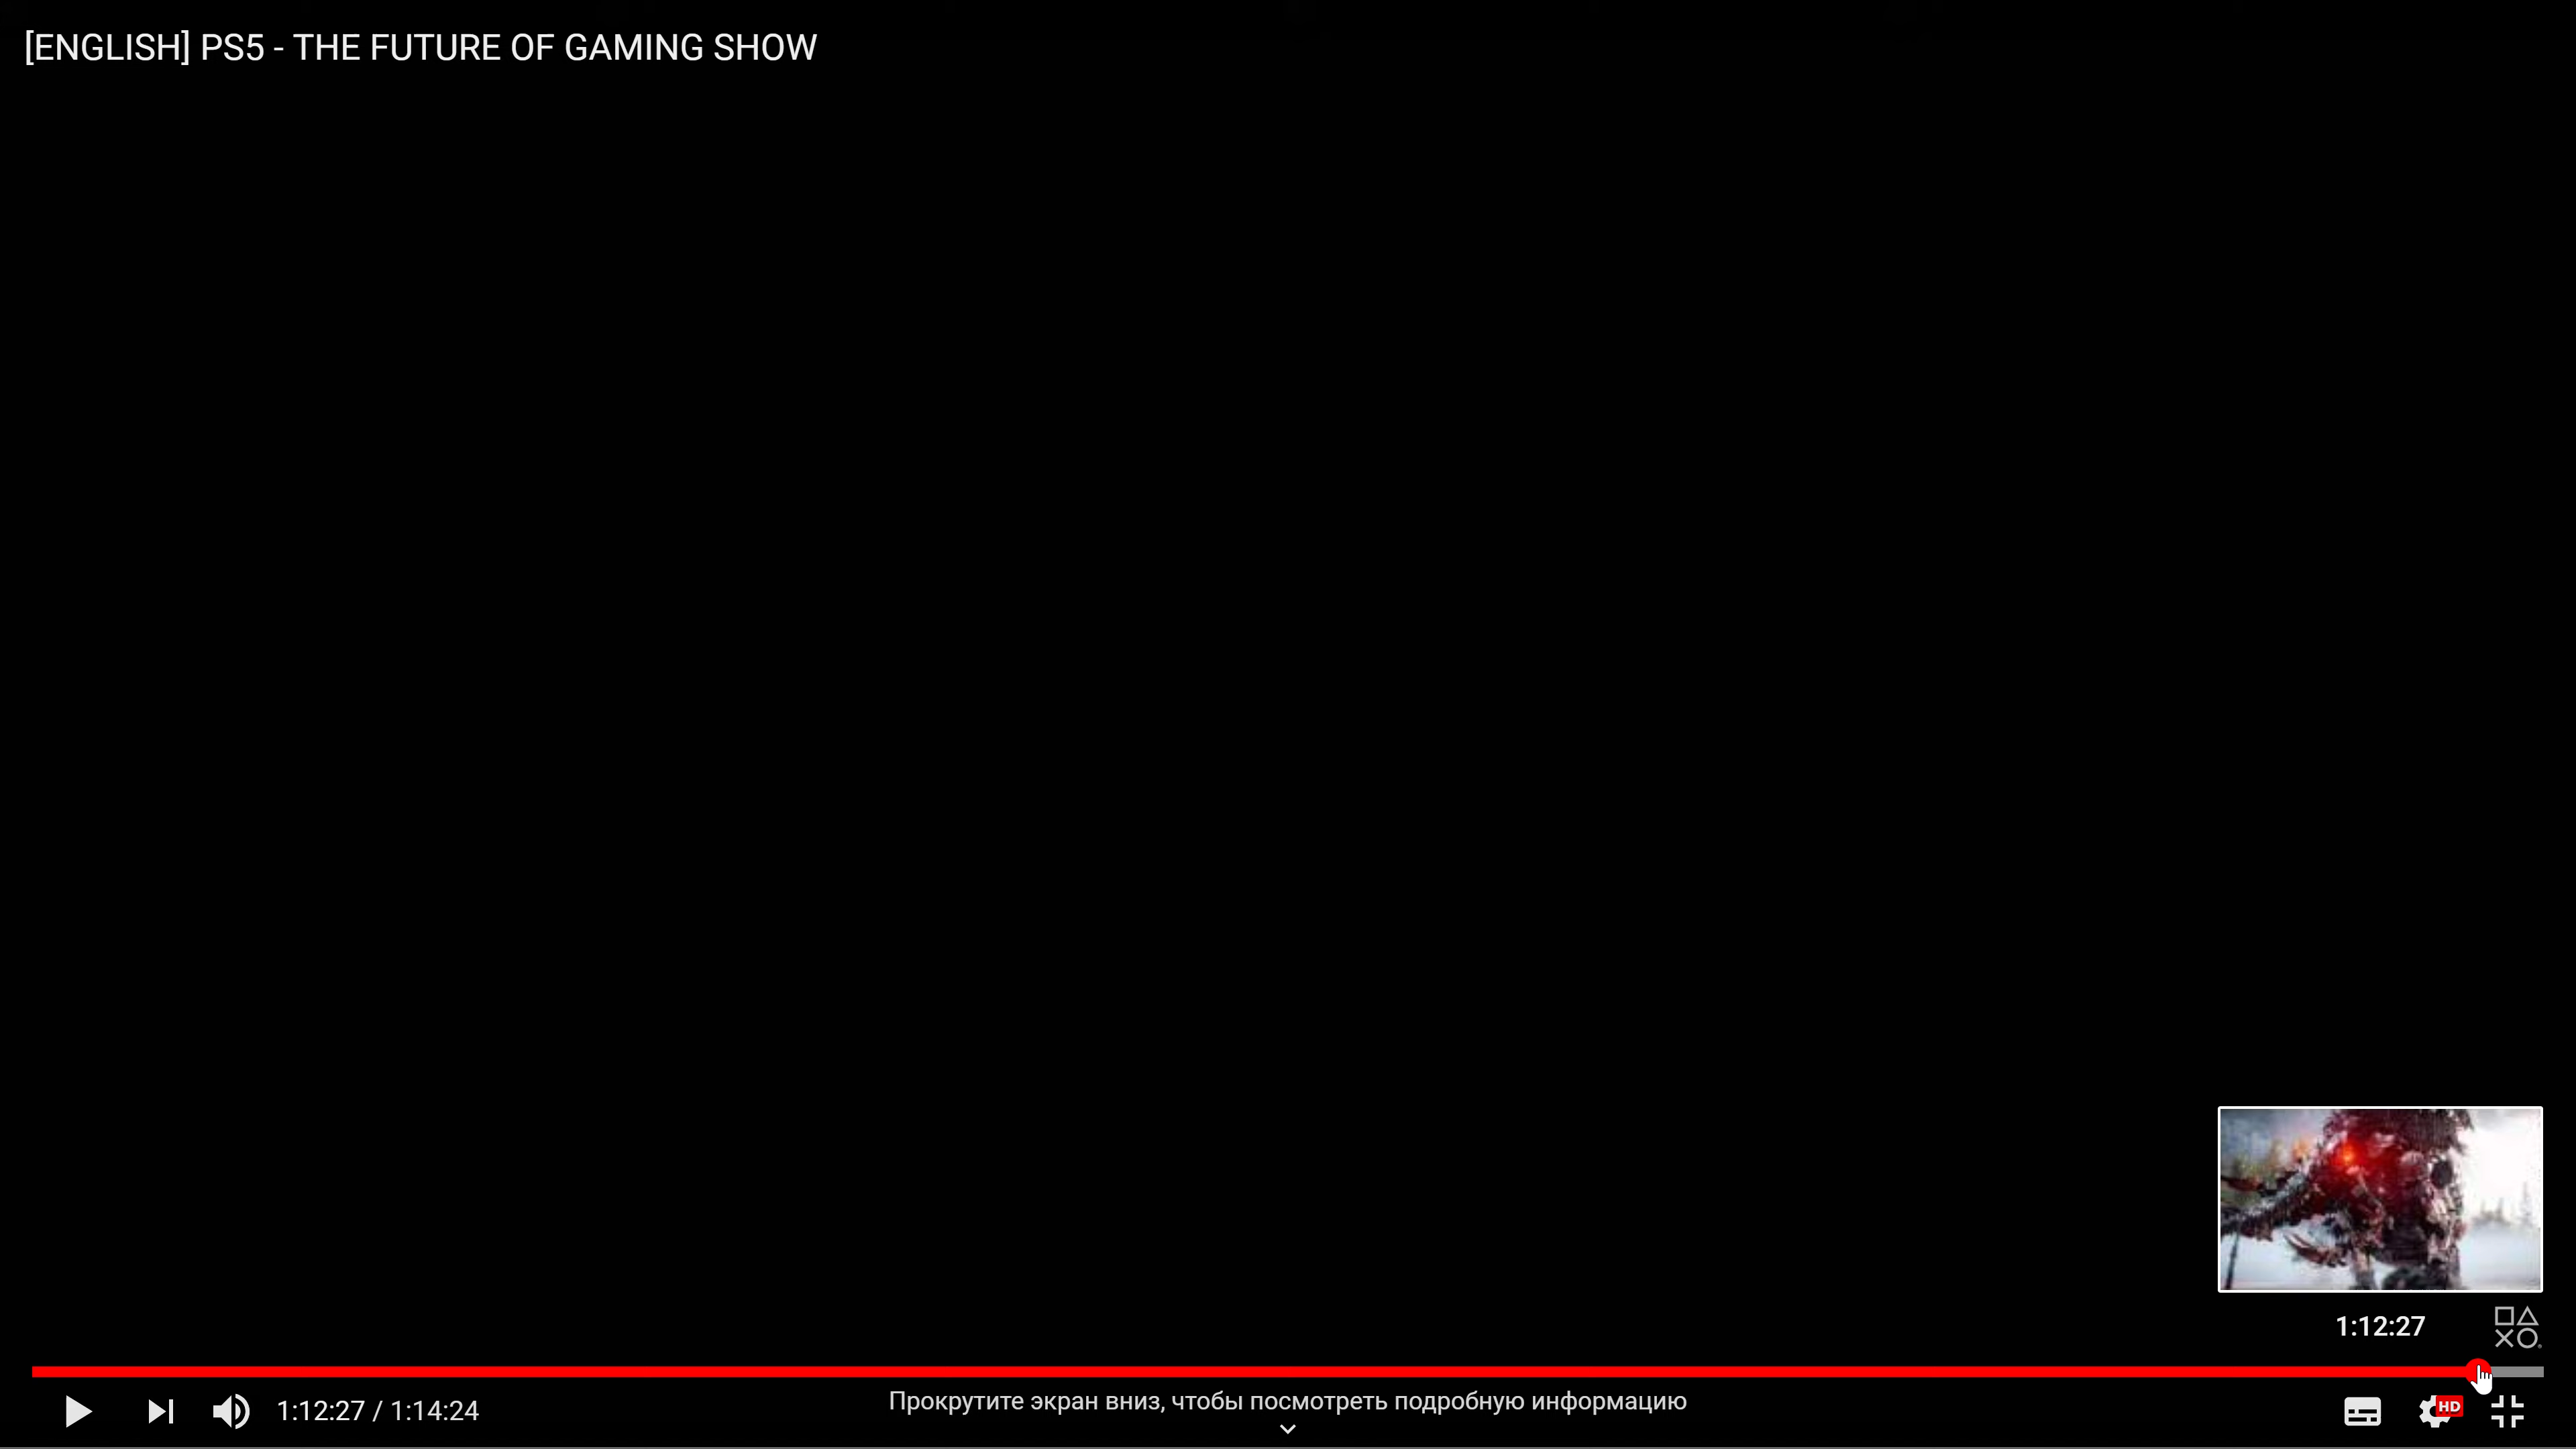 [ENGLISH] PS5 - THE FUTURE OF GAMING SHOW
1:12:27
1:12:27 / 1:14:24
Прокрутите экран вниз, чтобы посмотреть подробную информацию
HD